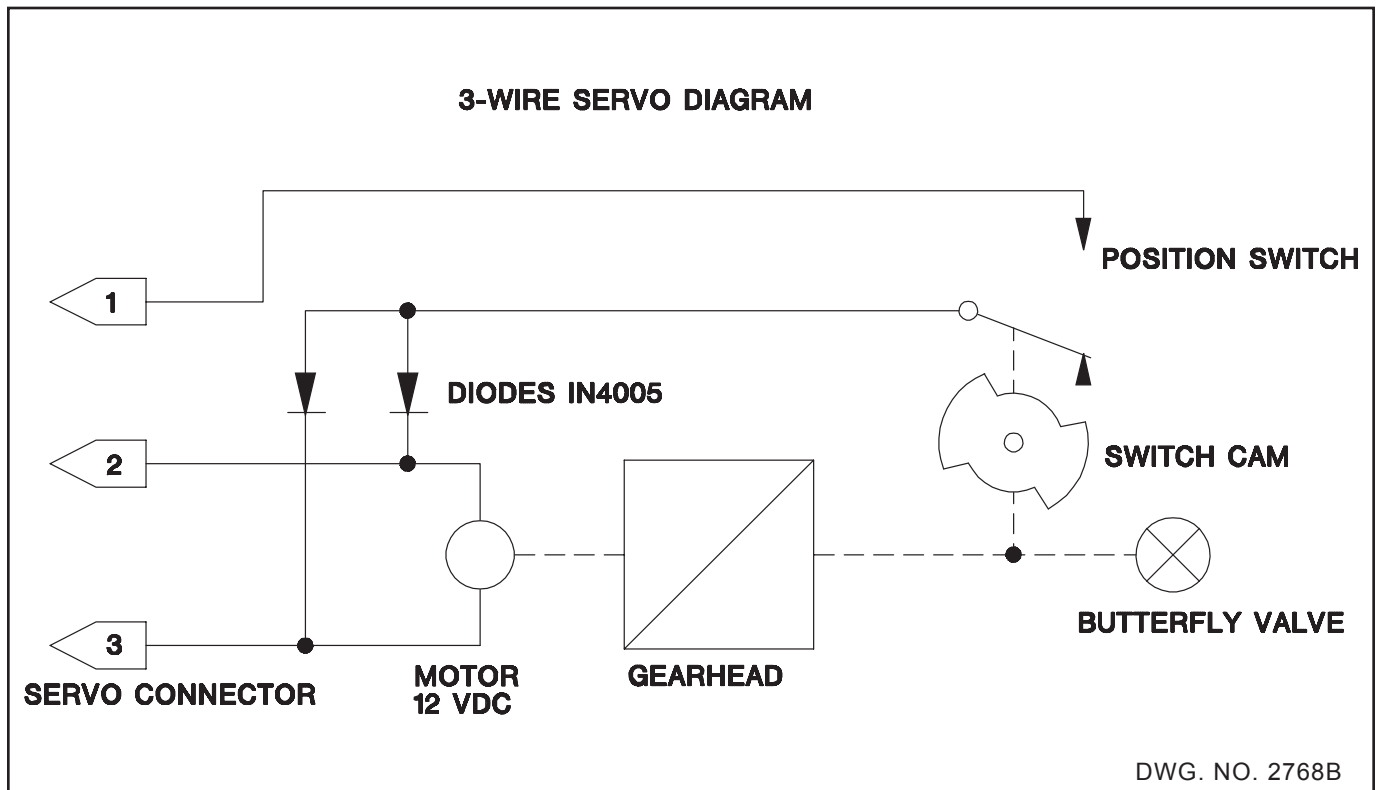 3-WIRE SERVO DIAGRAM
POSITION SWITCH
1
DIODES IN4005
2
SWITCH CAM
BUTTERFLY VALVE
3
SERVO CONNECTOR
MOTOR
12 VDC
GEARHEAD
DWG. NO. 2768B